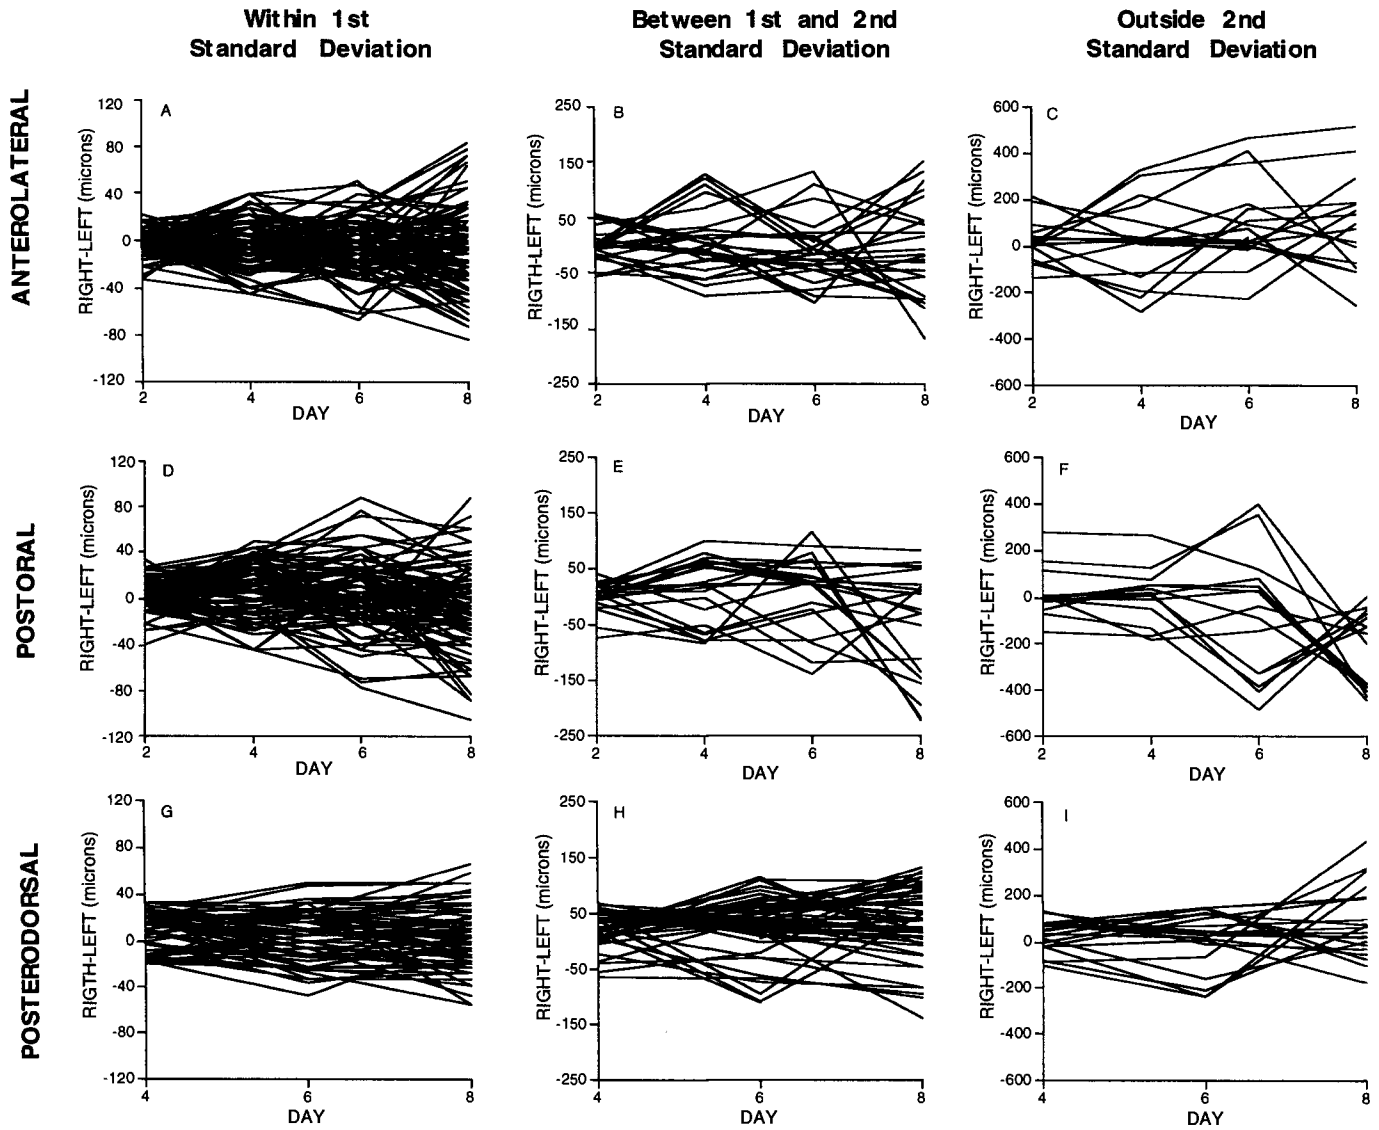 Within 1st
Standard Deviation
Between 1st and 2nd
Standard Deviation
Outside 2nd
Standard Deviation
ANTEROLATERAL
A
RIGHT-LEFT (microns)
120
80
40
0
-40
-80
-120
2 4 6 8
DAY
B
RIGTH-LEFT (microns)
250
150
50
-50
-150
-250
2 4 6 8
DAY
C
RIGHT-LEFT (microns)
600
400
200
0
-200
-400
-600
2 4 6 8
DAY
POSTORAL
D
RIGHT-LEFT (microns)
120
80
40
0
-40
-80
-120
2 4 6 8
DAY
E
RIGHT-LEFT (microns)
250
150
50
-50
-150
-250
2 4 6 8
DAY
F
RIGHT-LEFT (microns)
600
400
200
0
-200
-400
-600
2 4 6 8
DAY
POSTERODORSAL
G
RIGTH-LEFT (microns)
120
80
40
0
-40
-80
-120
4 6 8
DAY
H
RIGHT-LEFT (microns)
250
150
50
-50
-150
-250
4 6 8
DAY
I
RIGHT-LEFT (microns)
600
400
200
0
-200
-400
-600
4 6 8
DAY